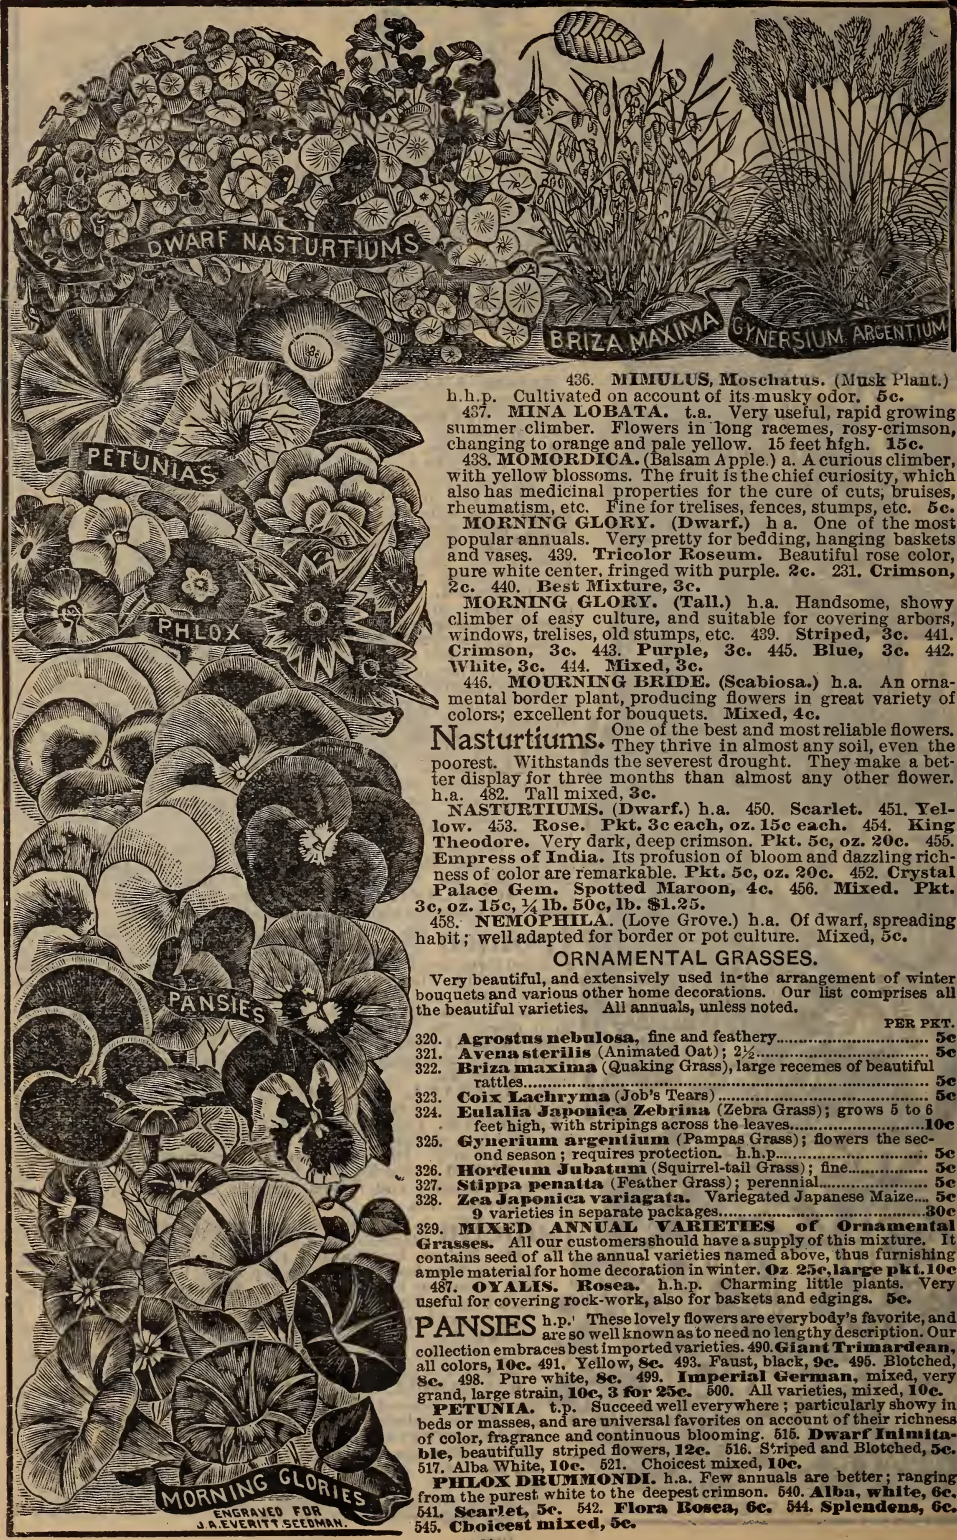 DWARF NASTURTIUMS
BRIZA MAXIMA
GYNERSIUM ARGENTIUM
PETUNIAS
PHLOX
PANSIES
MORNING GLORIES
ENGRAVED FOR
J.A.EVERITT.SEEDMAN.
436. MIMULUS, Moschatus. (Musk Plant.)
h.h.p. Cultivated on account of its musky odor. 5c.
437. MINA LOBATA. t.a. Very useful, rapid growing
summer climber. Flowers in long racemes, rosy-crimson,
changing to orange and pale yellow. 15 feet hfgh. 15c.
438. MOMORDICA. (Balsam Apple.) a. A curious climber,
with yellow blossoms. The fruit is the chief curiosity, which
also has medicinal properties for the cure of cuts, bruises,
rheumatism, etc. Fine for trelises, fences, stumps, etc. 5c.
MORNING GLORY. (Dwarf.) h a. One of the most
popular annuals. Very pretty for bedding, hanging baskets
and vases. 439. Tricolor Roseum. Beautiful rose color,
pure white center, fringed with purple. 2c. 231. Crimson,
2c. 440. Best Mixture, 3c.
MORNING GLORY. (Tall.) h.a. Handsome, showy
climber of easy culture, and suitable for covering arbors,
windows, trelises, old stumps, etc. 439. Striped, 3c. 441.
Crimson, 3c. 443. Purple, 3c. 445. Blue, 3c. 442.
White, 3c. 444. Mixed, 3c.
446. MOURNING BRIDE. (Scabiosa.) h.a. An orna-
mental border plant, producing flowers in great variety of
colors; excellent for bouquets. Mixed, 4c.
Nasturtiums. One of the best and most reliable flowers.
They thrive in almost any soil, even the
poorest. Withstands the severest drought. They make a bet-
ter display for three months than almost any other flower.
h.a. 482. Tall mixed, 3c.
NASTURTIUMS. (Dwarf.) h.a. 450. Scarlet. 451. Yel-
low. 453. Rose. Pkt. 3c each, oz. 15c each. 454. King
Theodore. Very dark, deep crimson. Pkt. 5c, oz. 20c. 455.
Empress of India. Its profusion of bloom and dazzling rich-
ness of color are remarkable. Pkt. 5c, oz. 20c. 452. Crystal
Palace Gem. Spotted Maroon, 4c. 456. Mixed. Pkt.
3c, oz. 15c, ¼ lb. 50c, lb. $1.25.
458. NEMOPHILA. (Love Grove.) h.a. Of dwarf, spreading
habit; well adapted for border or pot culture. Mixed, 5c.
ORNAMENTAL GRASSES.
Very beautiful, and extensively used in the arrangement of winter
bouquets and various other home decorations. Our list comprises all
the beautiful varieties. All annuals, unless noted.
PER PKT.
320. Agrostus nebulosa, fine and feathery.......... 5c
321. Avena sterilis (Animated Oat); 2½.......... 5c
322. Briza maxima (Quaking Grass), large recemes of beautiful
rattles.......... 5c
323. Coix Lachryma (Job's Tears).......... 5c
324. Eulalia Japonica Zebrina (Zebra Grass); grows 5 to 6
feet high, with stripings across the leaves.......... 10c
325. Gynerium argentium (Pampas Grass); flowers the sec-
ond season; requires protection. h.h.p.......... 5c
326. Hordeum Jubatum (Squirrel-tail Grass); fine.......... 5c
327. Stippa penatta (Feather Grass); perennial.......... 5c
328. Zea Japonica variagata. Variegated Japanese Maize.... 5c
9 varieties in separate packages.......... 30c
329. MIXED ANNUAL VARIETIES of Ornamental
Grasses. All our customers should have a supply of this mixture. It
contains seed of all the annual varieties named above, thus furnishing
ample material for home decoration in winter. Oz 25c, large pkt. 10c
487. OYALIS. Rosea. h.h.p. Charming little plants. Very
useful for covering rock-work, also for baskets and edgings. 5c.
PANSIES h.p. These lovely flowers are everybody's favorite, and
are so well known as to need no lengthy description. Our
collection embraces best imported varieties. 490. Giant Trimardean,
all colors, 10c. 491. Yellow, 8c. 493. Faust, black, 9c. 495. Blotched,
8c. 498. Pure white, 8c. 499. Imperial German, mixed, very
grand, large strain, 10c, 3 for 25c. 500. All varieties, mixed, 10c.
PETUNIA. t.p. Succeed well everywhere; particularly showy in
beds or masses, and are universal favorites on account of their richness
of color, fragrance and continuous blooming. 515. Dwarf Inimita-
ble, beautifully striped flowers, 12c. 516. Striped and Blotched, 5c.
517. Alba White, 10c. 521. Choicest mixed, 10c.
PHLOX DRUMMONDI. h.a. Few annuals are better; ranging
from the purest white to the deepest crimson. 540. Alba, white, 6c.
541. Scarlet, 5c. 542. Flora Rosea, 6c. 544. Splendens, 6c.
545. Choicest mixed, 5c.